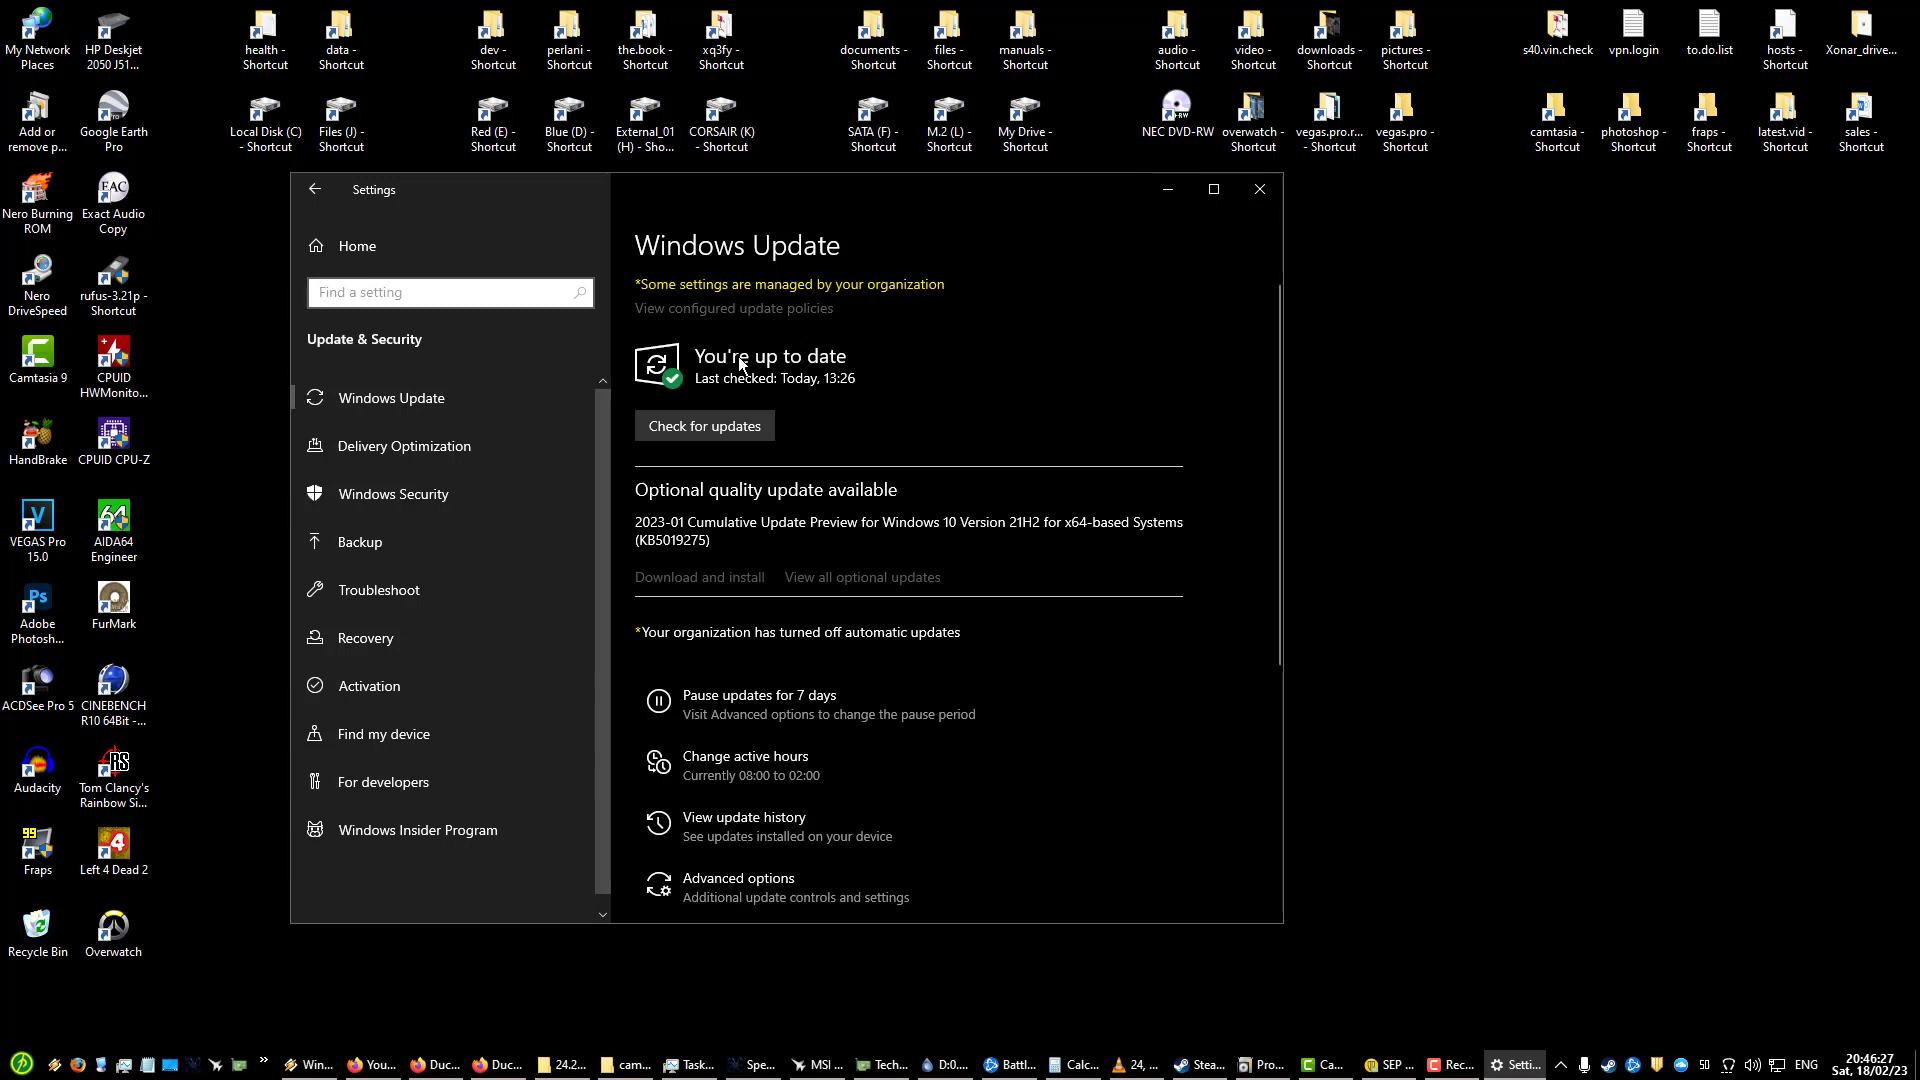 My Network Places
HP Deskjet 2050 J51...
health - Shortcut
data - Shortcut
dev - Shortcut
perlani - Shortcut
the.book - Shortcut
xq3fy - Shortcut
documents - Shortcut
files - Shortcut
manuals - Shortcut
audio - Shortcut
video - Shortcut
downloads - Shortcut
pictures - Shortcut
s40.vin.check
vpn.login
to.do.list
hosts - Shortcut
Xonar_drive...
Add or remove p...
Google Earth Pro
Local Disk (C) - Shortcut
Files (J) - Shortcut
Red (E) - Shortcut
Blue (D) - Shortcut
External_01 (H) - Sho...
CORSAIR (K) - Shortcut
SATA (F) - Shortcut
M.2 (L) - Shortcut
My Drive - Shortcut
NEC DVD-RW
overwatch - Shortcut
vegas.pro.r... - Shortcut
vegas.pro - Shortcut
camtasia - Shortcut
photoshop - Shortcut
fraps - Shortcut
latest.vid - Shortcut
sales - Shortcut
Nero Burning ROM
Exact Audio Copy
Nero DriveSpeed
rufus-3.21p - Shortcut
Camtasia 9
CPUID HWMonito...
HandBrake
CPUID CPU-Z
VEGAS Pro 15.0
AIDA64 Engineer
Adobe Photosh...
FurMark
ACDSee Pro 5
CINEBENCH R10 64Bit -...
Audacity
Tom Clancy's Rainbow Si...
Fraps
Left 4 Dead 2
Recycle Bin
Overwatch
Settings
Home
Find a setting
Update & Security
Windows Update
Delivery Optimization
Windows Security
Backup
Troubleshoot
Recovery
Activation
Find my device
For developers
Windows Insider Program
Windows Update
*Some settings are managed by your organization
View configured update policies
You're up to date
Last checked: Today, 13:26
Check for updates
Optional quality update available
2023-01 Cumulative Update Preview for Windows 10 Version 21H2 for x64-based Systems
(KB5019275)
Download and install View all optional updates
*Your organization has turned off automatic updates
Pause updates for 7 days
Visit Advanced options to change the pause period
Change active hours
Currently 08:00 to 02:00
View update history
See updates installed on your device
Advanced options
Additional update controls and settings
Win... You... Duc... Duc... 24.2... cam... Task... Spe... MSI ... Tech... D:0... Battl... Calc... 24, ... Stea... Pro... Ca... SEP ... Rec... Setti... 50 ENG
20:46:27
Sat, 18/02/23